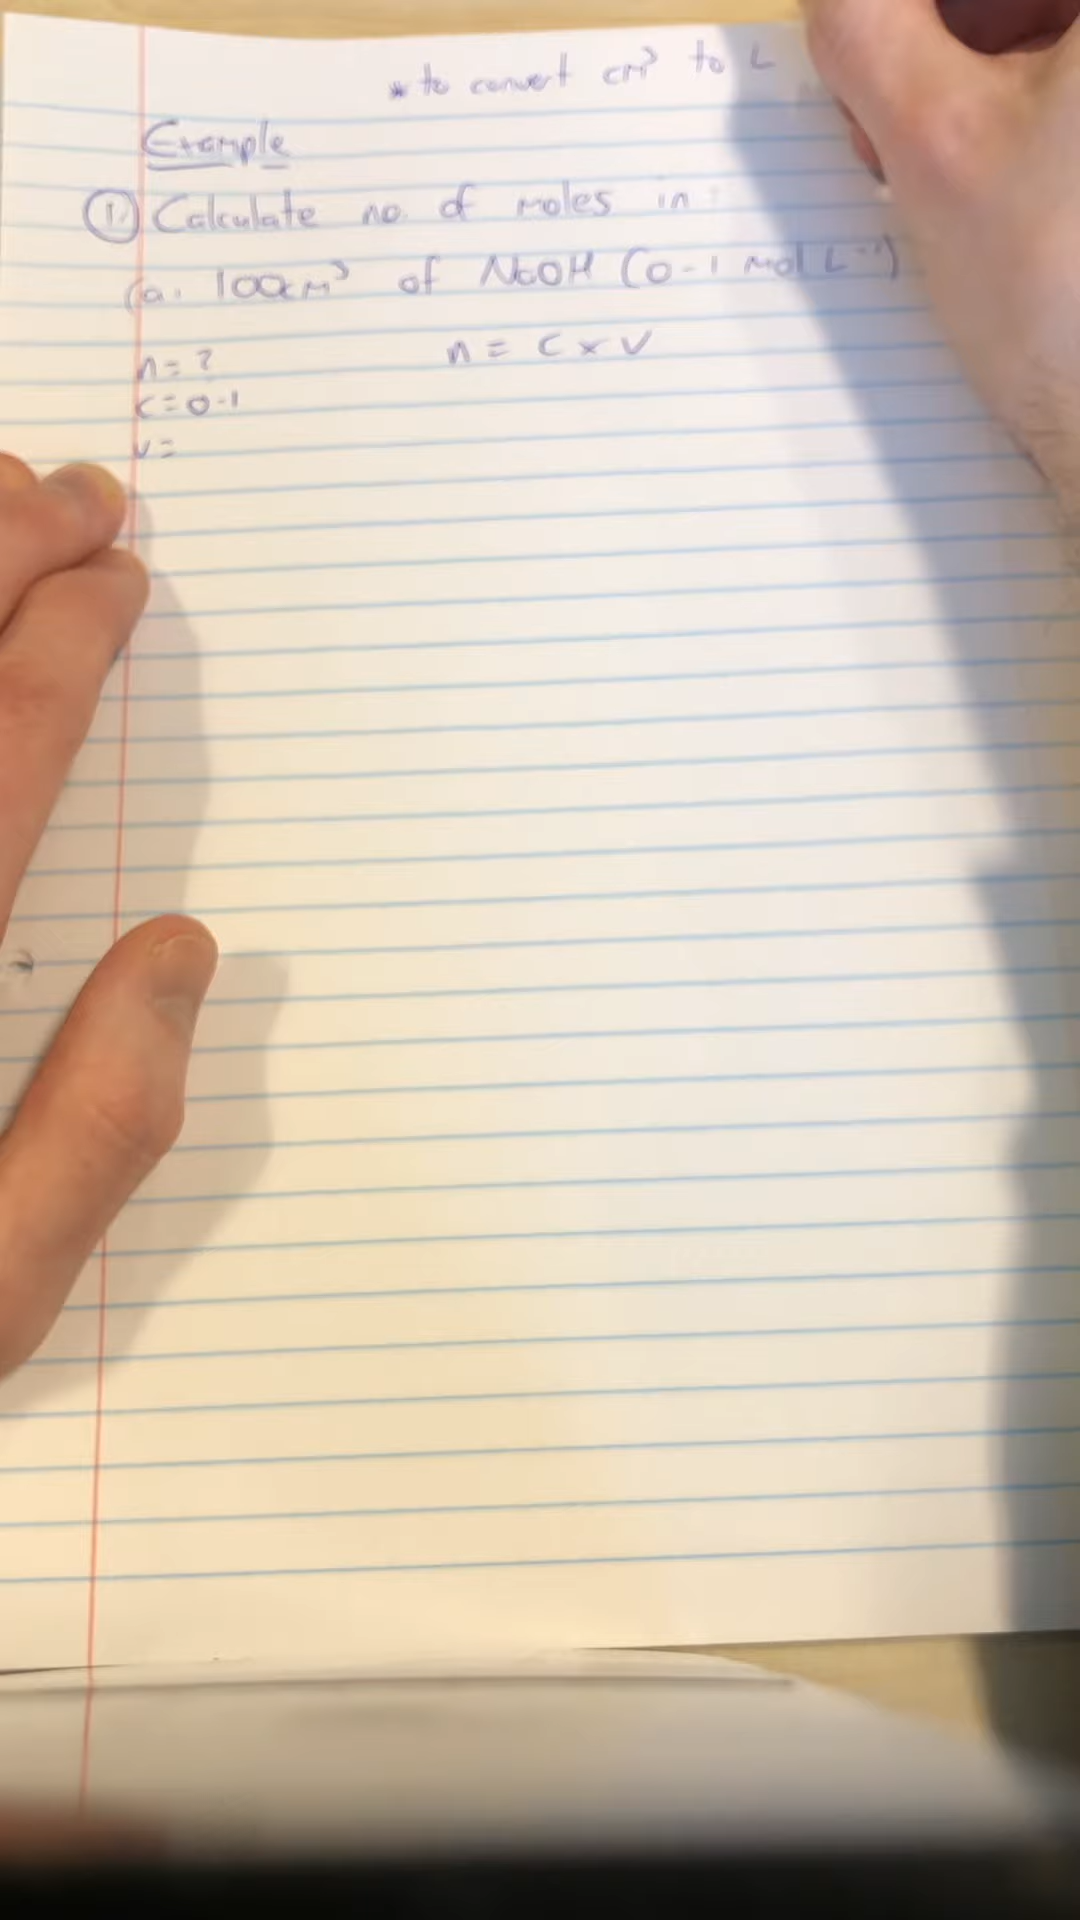 * to convert cm³ to L
Example
① Calculate no. of moles in:
(a. 100cm³ of NaOH (0-1 mol L⁻¹)
n = ? n = C × V
C = 0-1
V =